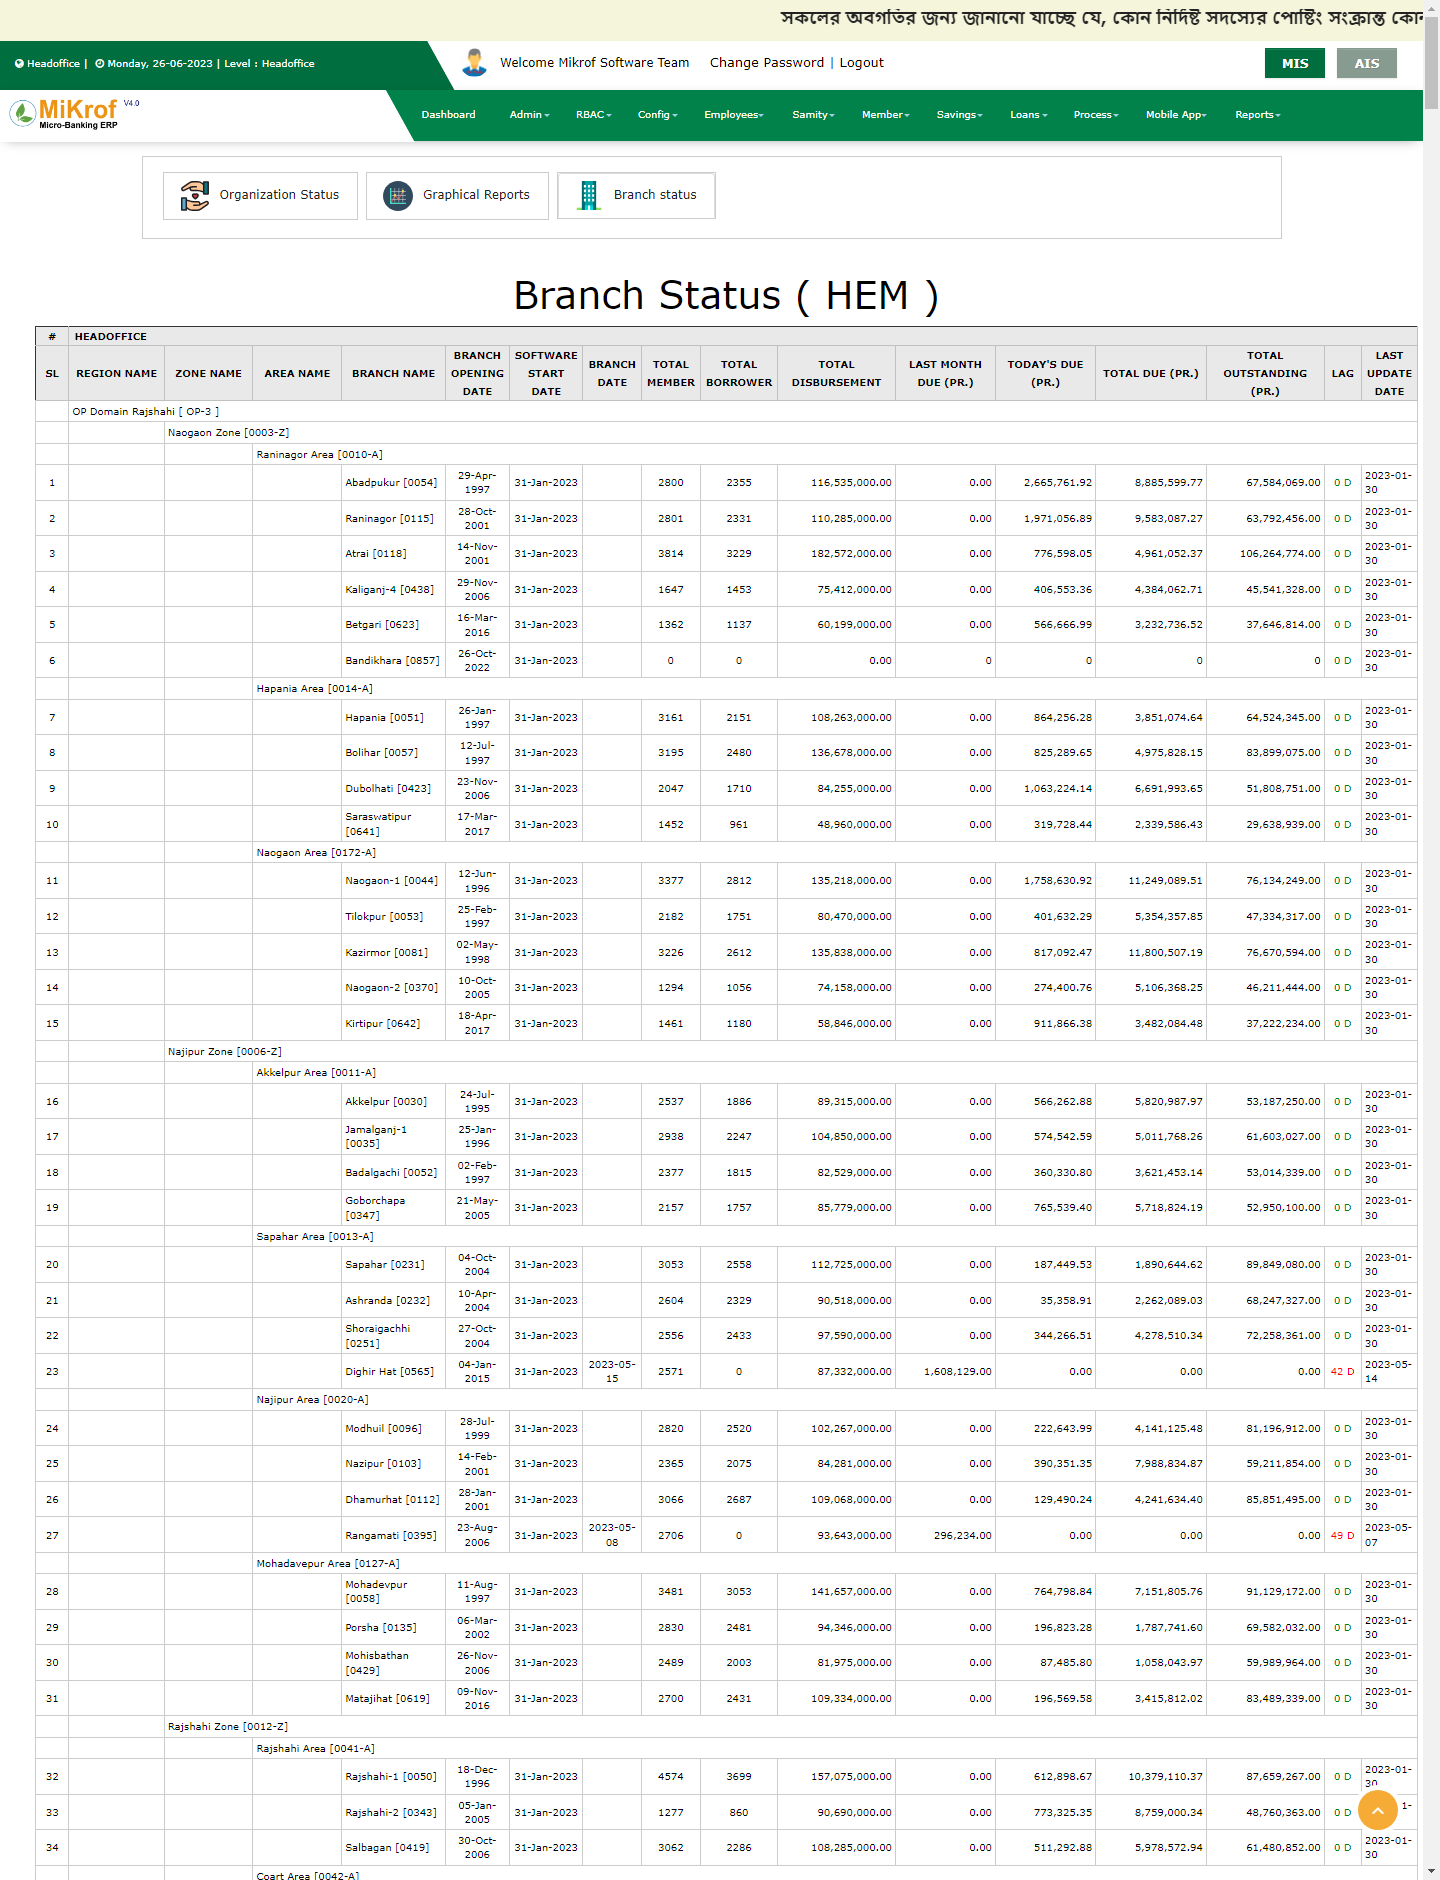 সকলের অবগতির জন্য জানানো যাচ্ছে যে, কোন নির্দিষ্ট সদস্যের পোষ্টিং সংক্রান্ত কোন
Headoffice | Monday, 26-06-2023 | Level : Headoffice
Welcome Mikrof Software Team Change Password | Logout
MIS AIS
MiKrof V4.0
Micro-Banking ERP
Dashboard Admin RBAC Config Employees Samity Member Savings Loans Process Mobile App Reports
Organization Status Graphical Reports Branch status
Branch Status ( HEM )
# HEADOFFICE
SL REGION NAME ZONE NAME AREA NAME BRANCH NAME BRANCH OPENING DATE SOFTWARE START DATE BRANCH DATE TOTAL MEMBER TOTAL BORROWER TOTAL DISBURSEMENT LAST MONTH DUE (PR.) TODAY'S DUE (PR.) TOTAL DUE (PR.) TOTAL OUTSTANDING (PR.) LAG LAST UPDATE DATE
OP Domain Rajshahi [ OP-3 ]
Naogaon Zone [0003-Z]
Raninagor Area [0010-A]
1 Abadpukur [0054] 29-Apr-1997 31-Jan-2023 2800 2355 116,535,000.00 0.00 2,665,761.92 8,885,599.77 67,584,069.00 0 D 2023-01-30
2 Raninagor [0115] 28-Oct-2001 31-Jan-2023 2801 2331 110,285,000.00 0.00 1,971,056.89 9,583,087.27 63,792,456.00 0 D 2023-01-30
3 Atrai [0118] 14-Nov-2001 31-Jan-2023 3814 3229 182,572,000.00 0.00 776,598.05 4,961,052.37 106,264,774.00 0 D 2023-01-30
4 Kaliganj-4 [0438] 29-Nov-2006 31-Jan-2023 1647 1453 75,412,000.00 0.00 406,553.36 4,384,062.71 45,541,328.00 0 D 2023-01-30
5 Betgari [0623] 16-Mar-2016 31-Jan-2023 1362 1137 60,199,000.00 0.00 566,666.99 3,232,736.52 37,646,814.00 0 D 2023-01-30
6 Bandikhara [0857] 26-Oct-2022 31-Jan-2023 0 0 0.00 0 0 0 0 0 D 2023-01-30
Hapania Area [0014-A]
7 Hapania [0051] 26-Jan-1997 31-Jan-2023 3161 2151 108,263,000.00 0.00 864,256.28 3,851,074.64 64,524,345.00 0 D 2023-01-30
8 Bolihar [0057] 12-Jul-1997 31-Jan-2023 3195 2480 136,678,000.00 0.00 825,289.65 4,975,828.15 83,899,075.00 0 D 2023-01-30
9 Dubolhati [0423] 23-Nov-2006 31-Jan-2023 2047 1710 84,255,000.00 0.00 1,063,224.14 6,691,993.65 51,808,751.00 0 D 2023-01-30
10 Saraswatipur [0641] 17-Mar-2017 31-Jan-2023 1452 961 48,960,000.00 0.00 319,728.44 2,339,586.43 29,638,939.00 0 D 2023-01-30
Naogaon Area [0172-A]
11 Naogaon-1 [0044] 12-Jun-1996 31-Jan-2023 3377 2812 135,218,000.00 0.00 1,758,630.92 11,249,089.51 76,134,249.00 0 D 2023-01-30
12 Tilokpur [0053] 25-Feb-1997 31-Jan-2023 2182 1751 80,470,000.00 0.00 401,632.29 5,354,357.85 47,334,317.00 0 D 2023-01-30
13 Kazirmor [0081] 02-May-1998 31-Jan-2023 3226 2612 135,838,000.00 0.00 817,092.47 11,800,507.19 76,670,594.00 0 D 2023-01-30
14 Naogaon-2 [0370] 10-Oct-2005 31-Jan-2023 1294 1056 74,158,000.00 0.00 274,400.76 5,106,368.25 46,211,444.00 0 D 2023-01-30
15 Kirtipur [0642] 18-Apr-2017 31-Jan-2023 1461 1180 58,846,000.00 0.00 911,866.38 3,482,084.48 37,222,234.00 0 D 2023-01-30
Najipur Zone [0006-Z]
Akkelpur Area [0011-A]
16 Akkelpur [0030] 24-Jul-1995 31-Jan-2023 2537 1886 89,315,000.00 0.00 566,262.88 5,820,987.97 53,187,250.00 0 D 2023-01-30
17 Jamalganj-1 [0035] 25-Jan-1996 31-Jan-2023 2938 2247 104,850,000.00 0.00 574,542.59 5,011,768.26 61,603,027.00 0 D 2023-01-30
18 Badalgachi [0052] 02-Feb-1997 31-Jan-2023 2377 1815 82,529,000.00 0.00 360,330.80 3,621,453.14 53,014,339.00 0 D 2023-01-30
19 Goborchapa [0347] 21-May-2005 31-Jan-2023 2157 1757 85,779,000.00 0.00 765,539.40 5,718,824.19 52,950,100.00 0 D 2023-01-30
Sapahar Area [0013-A]
20 Sapahar [0231] 04-Oct-2004 31-Jan-2023 3053 2558 112,725,000.00 0.00 187,449.53 1,890,644.62 89,849,080.00 0 D 2023-01-30
21 Ashranda [0232] 10-Apr-2004 31-Jan-2023 2604 2329 90,518,000.00 0.00 35,358.91 2,262,089.03 68,247,327.00 0 D 2023-01-30
22 Shoraigachhi [0251] 27-Oct-2004 31-Jan-2023 2556 2433 97,590,000.00 0.00 344,266.51 4,278,510.34 72,258,361.00 0 D 2023-01-30
23 Dighir Hat [0565] 04-Jan-2015 31-Jan-2023 2023-05-15 2571 0 87,332,000.00 1,608,129.00 0.00 0.00 0.00 42 D 2023-05-14
Najipur Area [0020-A]
24 Modhuil [0096] 28-Jul-1999 31-Jan-2023 2820 2520 102,267,000.00 0.00 222,643.99 4,141,125.48 81,196,912.00 0 D 2023-01-30
25 Nazipur [0103] 14-Feb-2001 31-Jan-2023 2365 2075 84,281,000.00 0.00 390,351.35 7,988,834.87 59,211,854.00 0 D 2023-01-30
26 Dhamurhat [0112] 28-Jan-2001 31-Jan-2023 3066 2687 109,068,000.00 0.00 129,490.24 4,241,634.40 85,851,495.00 0 D 2023-01-30
27 Rangamati [0395] 23-Aug-2006 31-Jan-2023 2023-05-08 2706 0 93,643,000.00 296,234.00 0.00 0.00 0.00 49 D 2023-05-07
Mohadavepur Area [0127-A]
28 Mohadevpur [0058] 11-Aug-1997 31-Jan-2023 3481 3053 141,657,000.00 0.00 764,798.84 7,151,805.76 91,129,172.00 0 D 2023-01-30
29 Porsha [0135] 06-Mar-2002 31-Jan-2023 2830 2481 94,346,000.00 0.00 196,823.28 1,787,741.60 69,582,032.00 0 D 2023-01-30
30 Mohisbathan [0429] 26-Nov-2006 31-Jan-2023 2489 2003 81,975,000.00 0.00 87,485.80 1,058,043.97 59,989,964.00 0 D 2023-01-30
31 Matajihat [0619] 09-Nov-2016 31-Jan-2023 2700 2431 109,334,000.00 0.00 196,569.58 3,415,812.02 83,489,339.00 0 D 2023-01-30
Rajshahi Zone [0012-Z]
Rajshahi Area [0041-A]
32 Rajshahi-1 [0050] 18-Dec-1996 31-Jan-2023 4574 3699 157,075,000.00 0.00 612,898.67 10,379,110.37 87,659,267.00 0 D 2023-01-30
33 Rajshahi-2 [0343] 05-Jan-2005 31-Jan-2023 1277 860 90,690,000.00 0.00 773,325.35 8,759,000.34 48,760,363.00 0 D 1-
34 Salbagan [0419] 30-Oct-2006 31-Jan-2023 3062 2286 108,285,000.00 0.00 511,292.88 5,978,572.94 61,480,852.00 0 D 2023-01-30
Coart Area [0042-A]